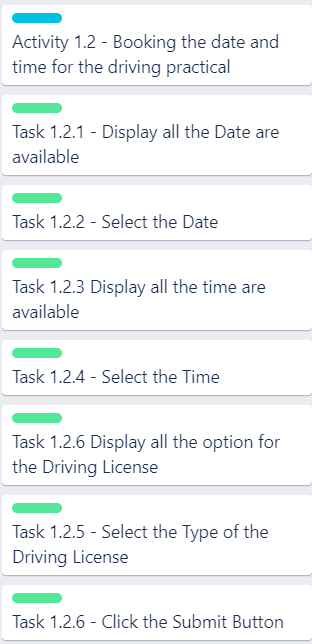 Activity 1.2 - Booking the date and
time for the driving practical
Task 1.2.1 - Display all the Date are
available
Task 1.2.2 - Select the Date
Task 1.2.3 Display all the time are
available
Task 1.2.4 - Select the Time
Task 1.2.6 Display all the option for
the Driving License
Task 1.2.5 - Select the Type of the
Driving License
Task 1.2.6 - Click the Submit Button